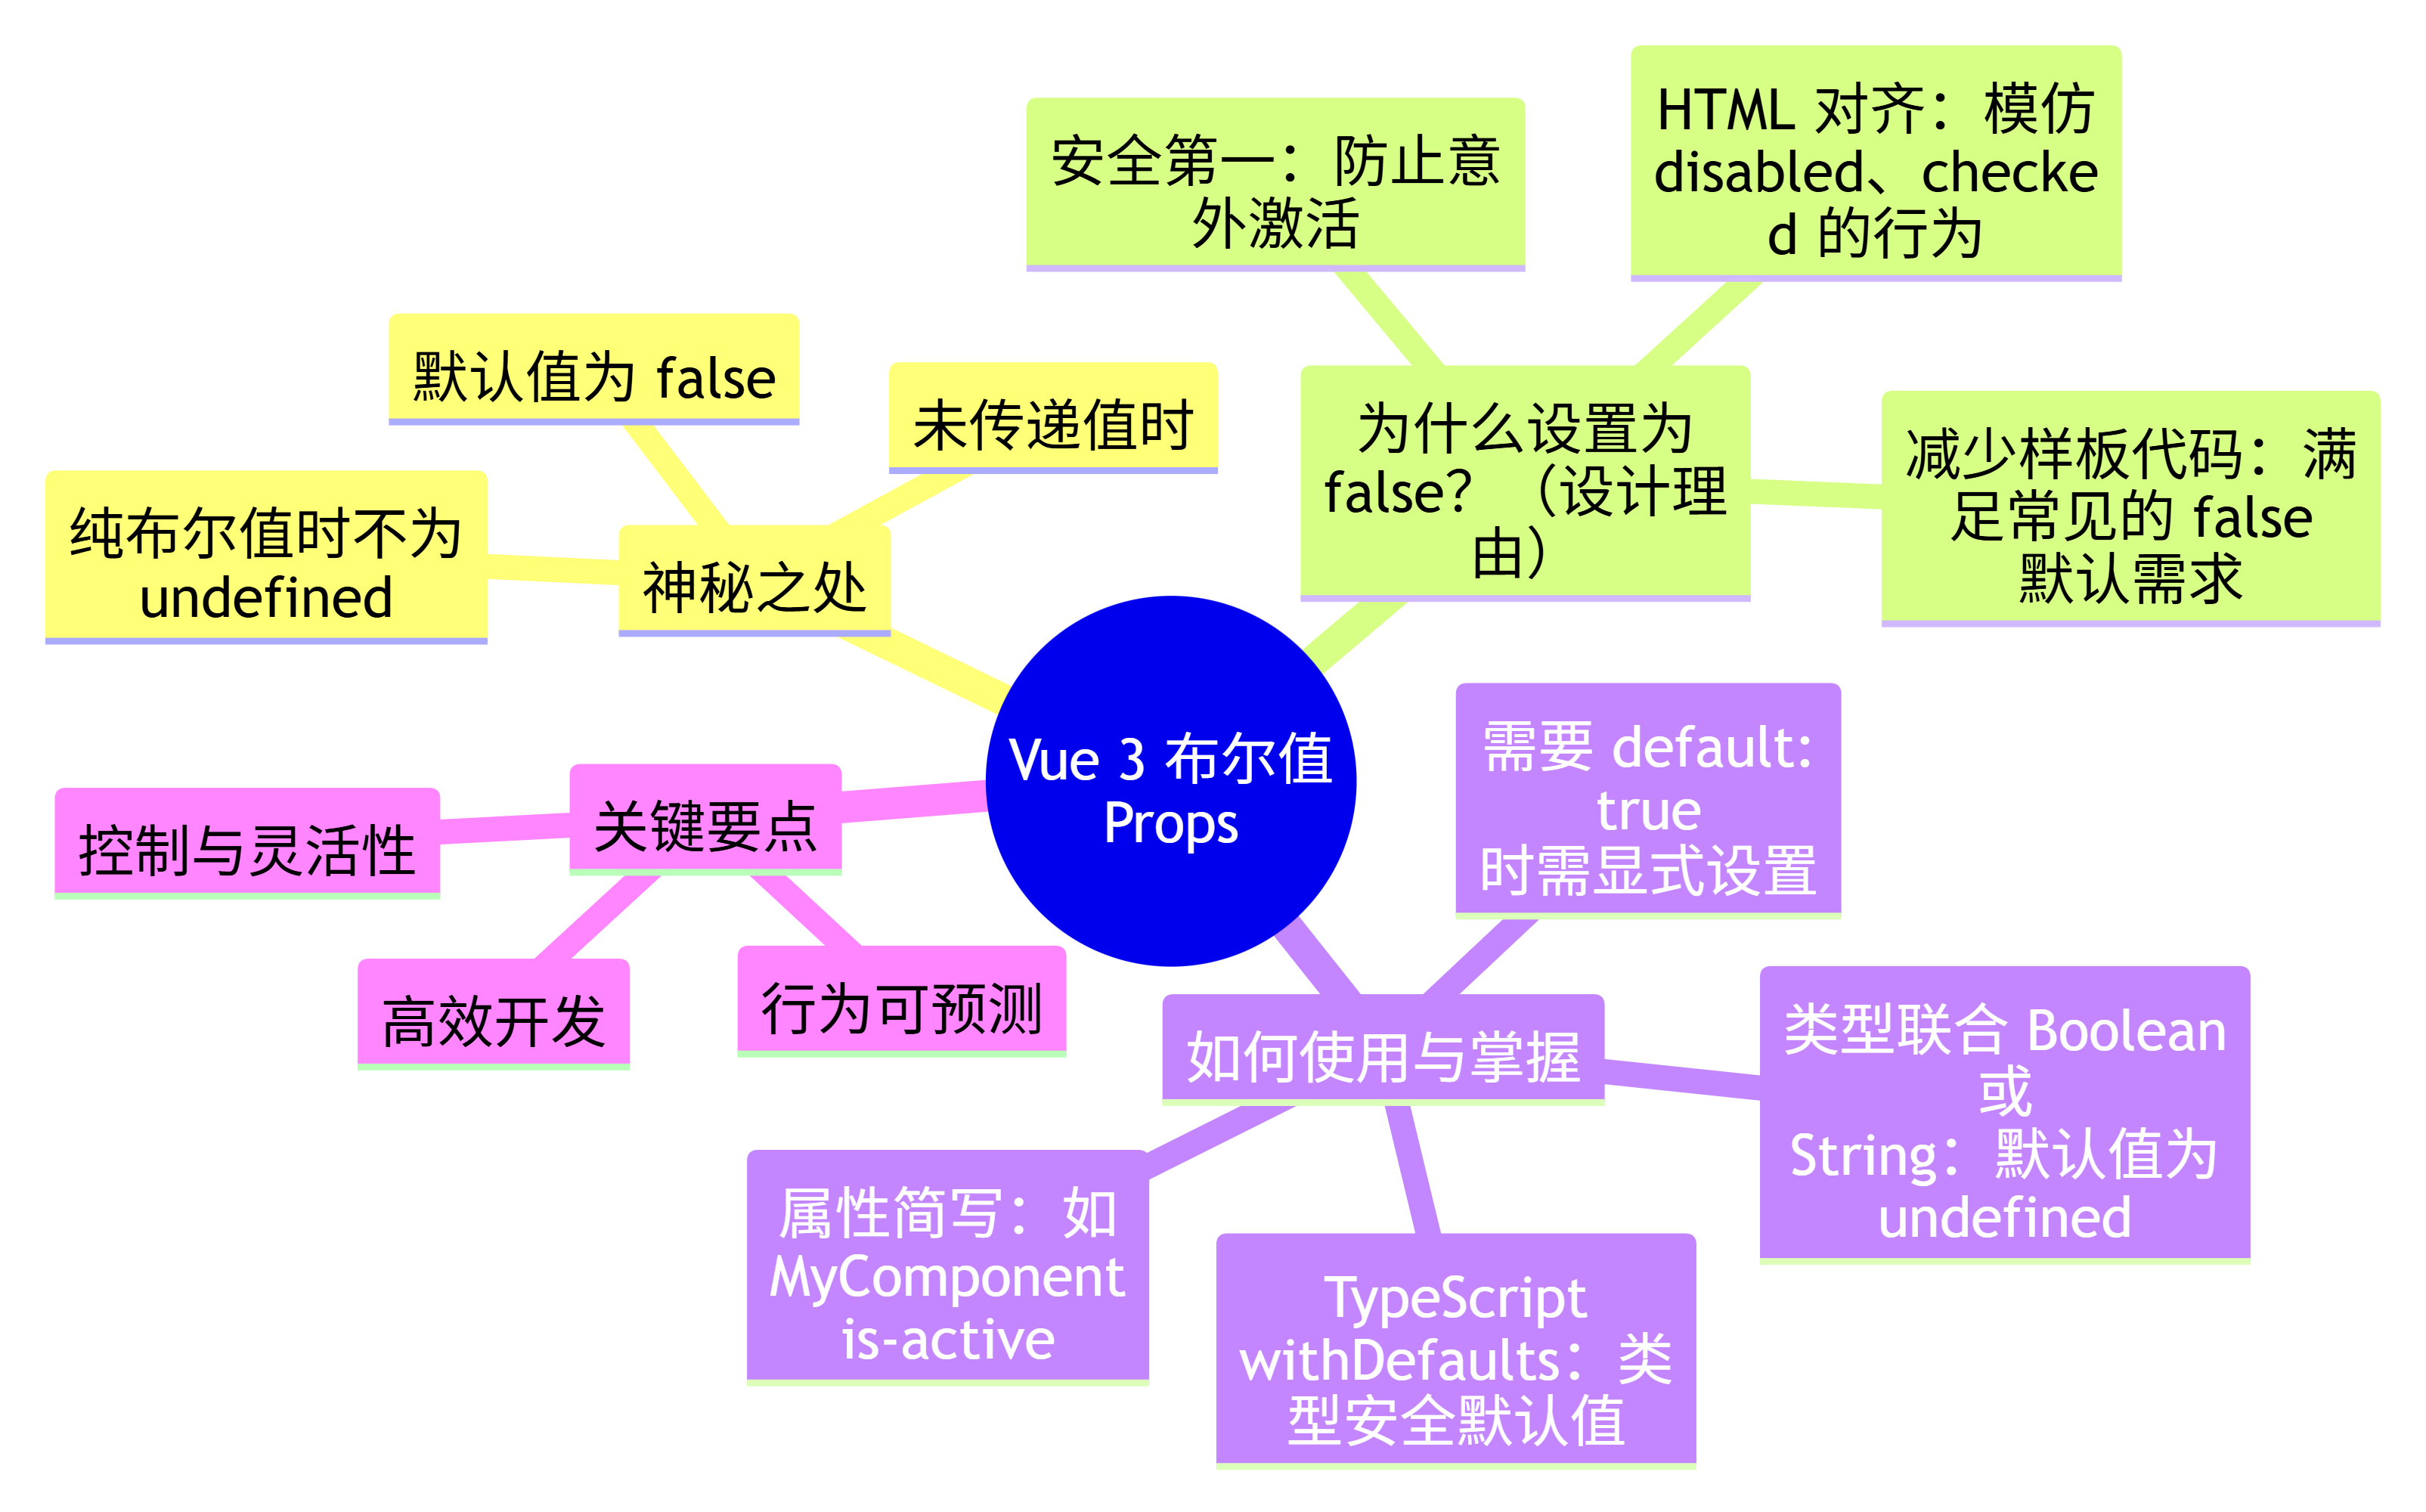 Vue 3 布尔值
Props
神秘之处
未传递值时
默认值为 false
纯布尔值时不为
undefined
为什么设置为
false？（设计理
由）
安全第一：防止意
外激活
HTML 对齐：模仿
disabled、checke
d 的行为
减少样板代码：满
足常见的 false
默认需求
如何使用与掌握
需要 default:
true
时需显式设置
类型联合 Boolean
或
String：默认值为
undefined
TypeScript
withDefaults：类
型安全默认值
属性简写：如
MyComponent
is-active
关键要点
行为可预测
高效开发
控制与灵活性